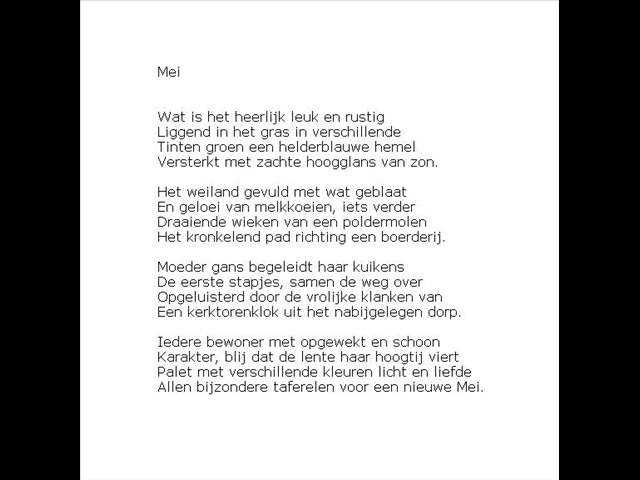 Mei
Wat is het heerlijk leuk en rustig
Liggend in het gras in verschillende
Tinten groen een helderblauwe hemel
Versterkt met zachte hoogglans van zon.
Het weiland gevuld met wat geblaat
En geloei van melkkoeien, iets verder
Draaiende wieken van een poldermolen
Het kronkelend pad richting een boerderij.
Moeder gans begeleidt haar kuikens
De eerste stapjes, samen de weg over
Opgeluisterd door de vrolijke klanken van
Een kerktorenklok uit het nabijgelegen dorp.
Iedere bewoner met opgewekt en schoon
Karakter, blij dat de lente haar hoogtij viert
Palet met verschillende kleuren licht en liefde
Allen bijzondere taferelen voor een nieuwe Mei.